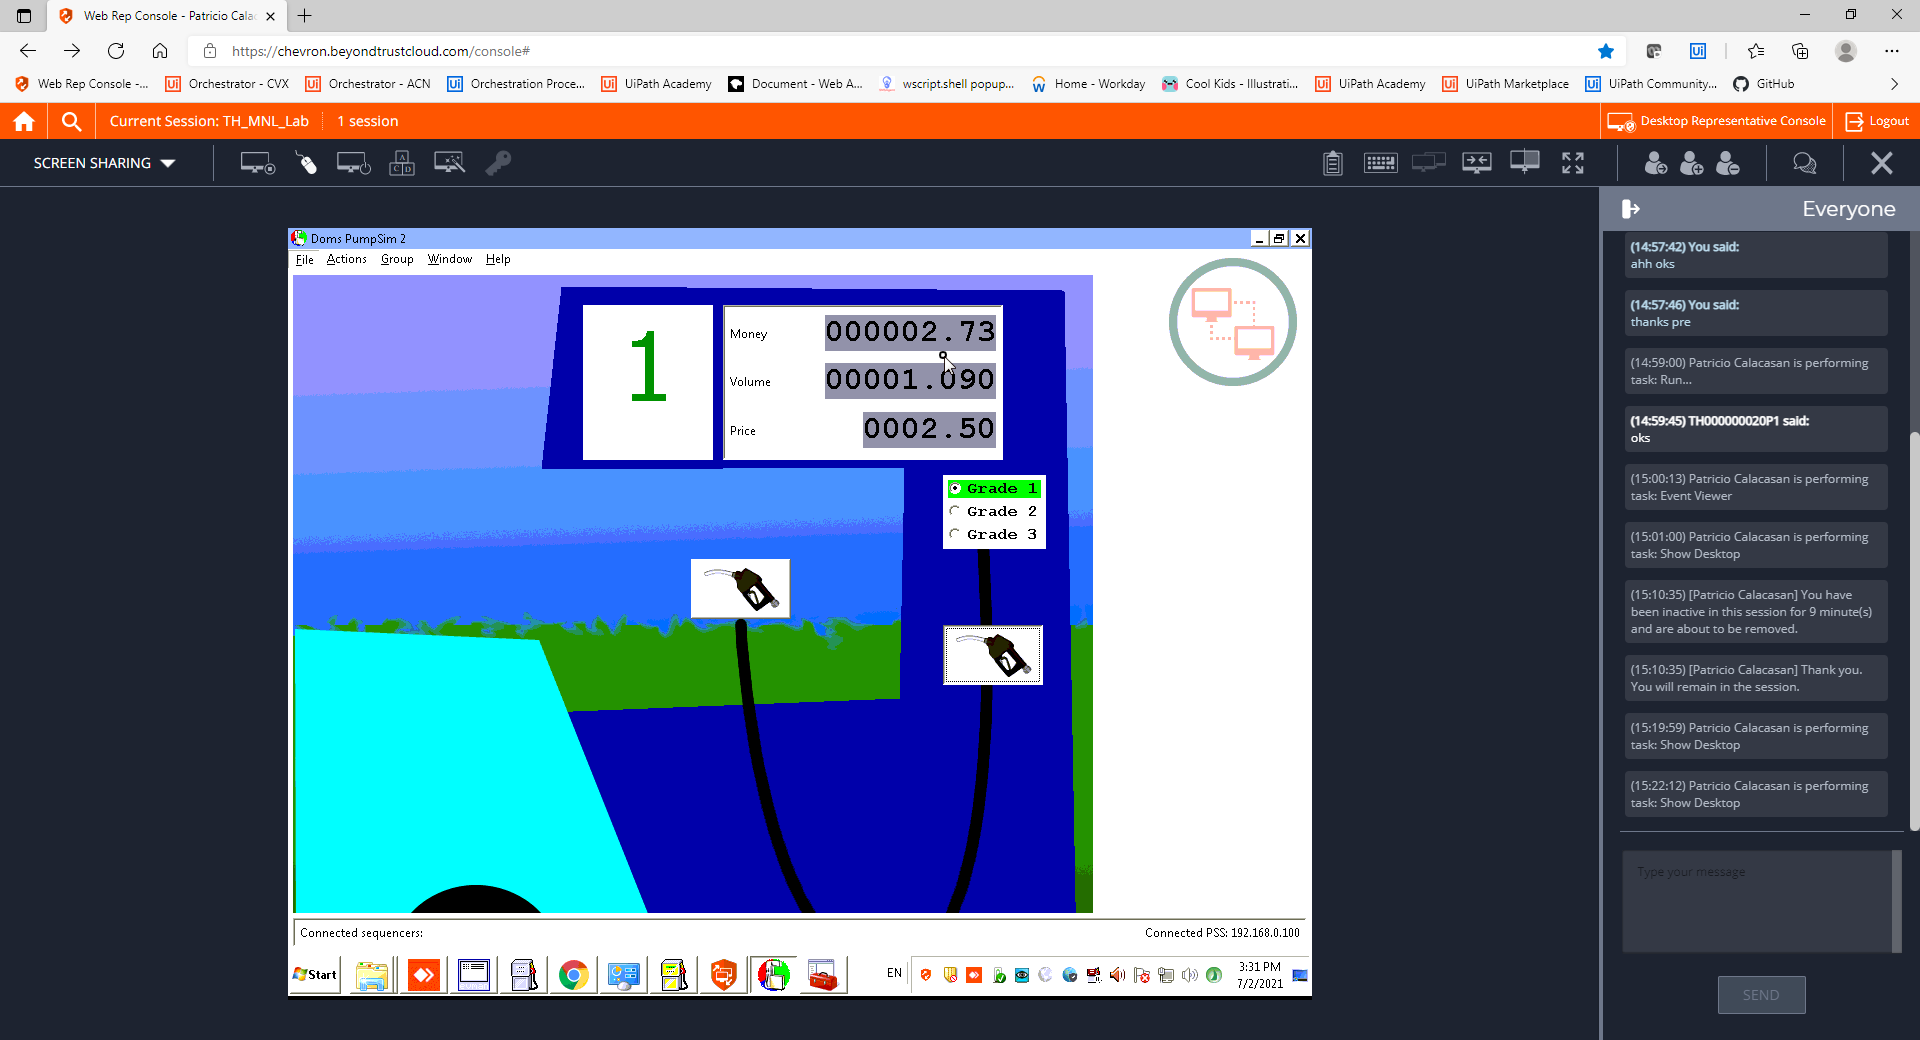 Web Rep Console - Patricio Cala
https://chevron.beyondtrustcloud.com/console#
Web Rep Console -...
Orchestrator - CVX
Orchestrator - ACN
Orchestration Proce...
UiPath Academy
Document - Web A...
wscript.shell popup...
Home - Workday
Cool Kids - Illustrati...
UiPath Academy
UiPath Marketplace
UiPath Community...
GitHub
Current Session: TH_MNL_Lab
1 session
Desktop Representative Console
Logout
SCREEN SHARING
Everyone
Doms PumpSim 2
File Actions Group Window Help
1
Money 000002.73
Volume 00001.090
Price 0002.50
Grade 1
Grade 2
Grade 3
Connected sequencers:
Connected PSS: 192.168.0.100
Start
EN
3:31 PM
7/2/2021
(14:57:42) You said:
ahh oks
(14:57:46) You said:
thanks pre
(14:59:00) Patricio Calacasan is performing
task: Run...
(14:59:45) TH000000020P1 said:
oks
(15:00:13) Patricio Calacasan is performing
task: Event Viewer
(15:01:00) Patricio Calacasan is performing
task: Show Desktop
(15:10:35) [Patricio Calacasan] You have
been inactive in this session for 9 minute(s)
and are about to be removed.
(15:10:35) [Patricio Calacasan] Thank you.
You will remain in the session.
(15:19:59) Patricio Calacasan is performing
task: Show Desktop
(15:22:12) Patricio Calacasan is performing
task: Show Desktop
Type your message
SEND